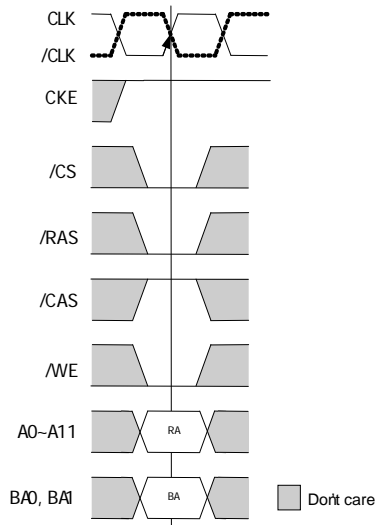 CLK
/CLK
CKE
/CS
/RAS
/CAS
/WE
A0~A11
RA
BA0, BA1
BA
Don't care